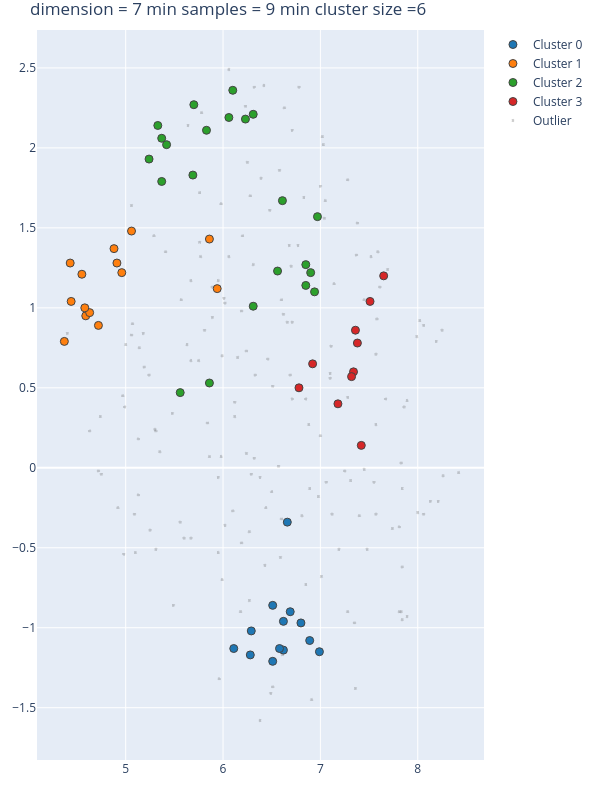 dimension = 7 min samples = 9 min cluster size =6
Cluster 0
Cluster 1
Cluster 2
Cluster 3
Outlier
2.5
2
1.5
1
0.5
0
−0.5
−1
−1.5
5 6 7 8